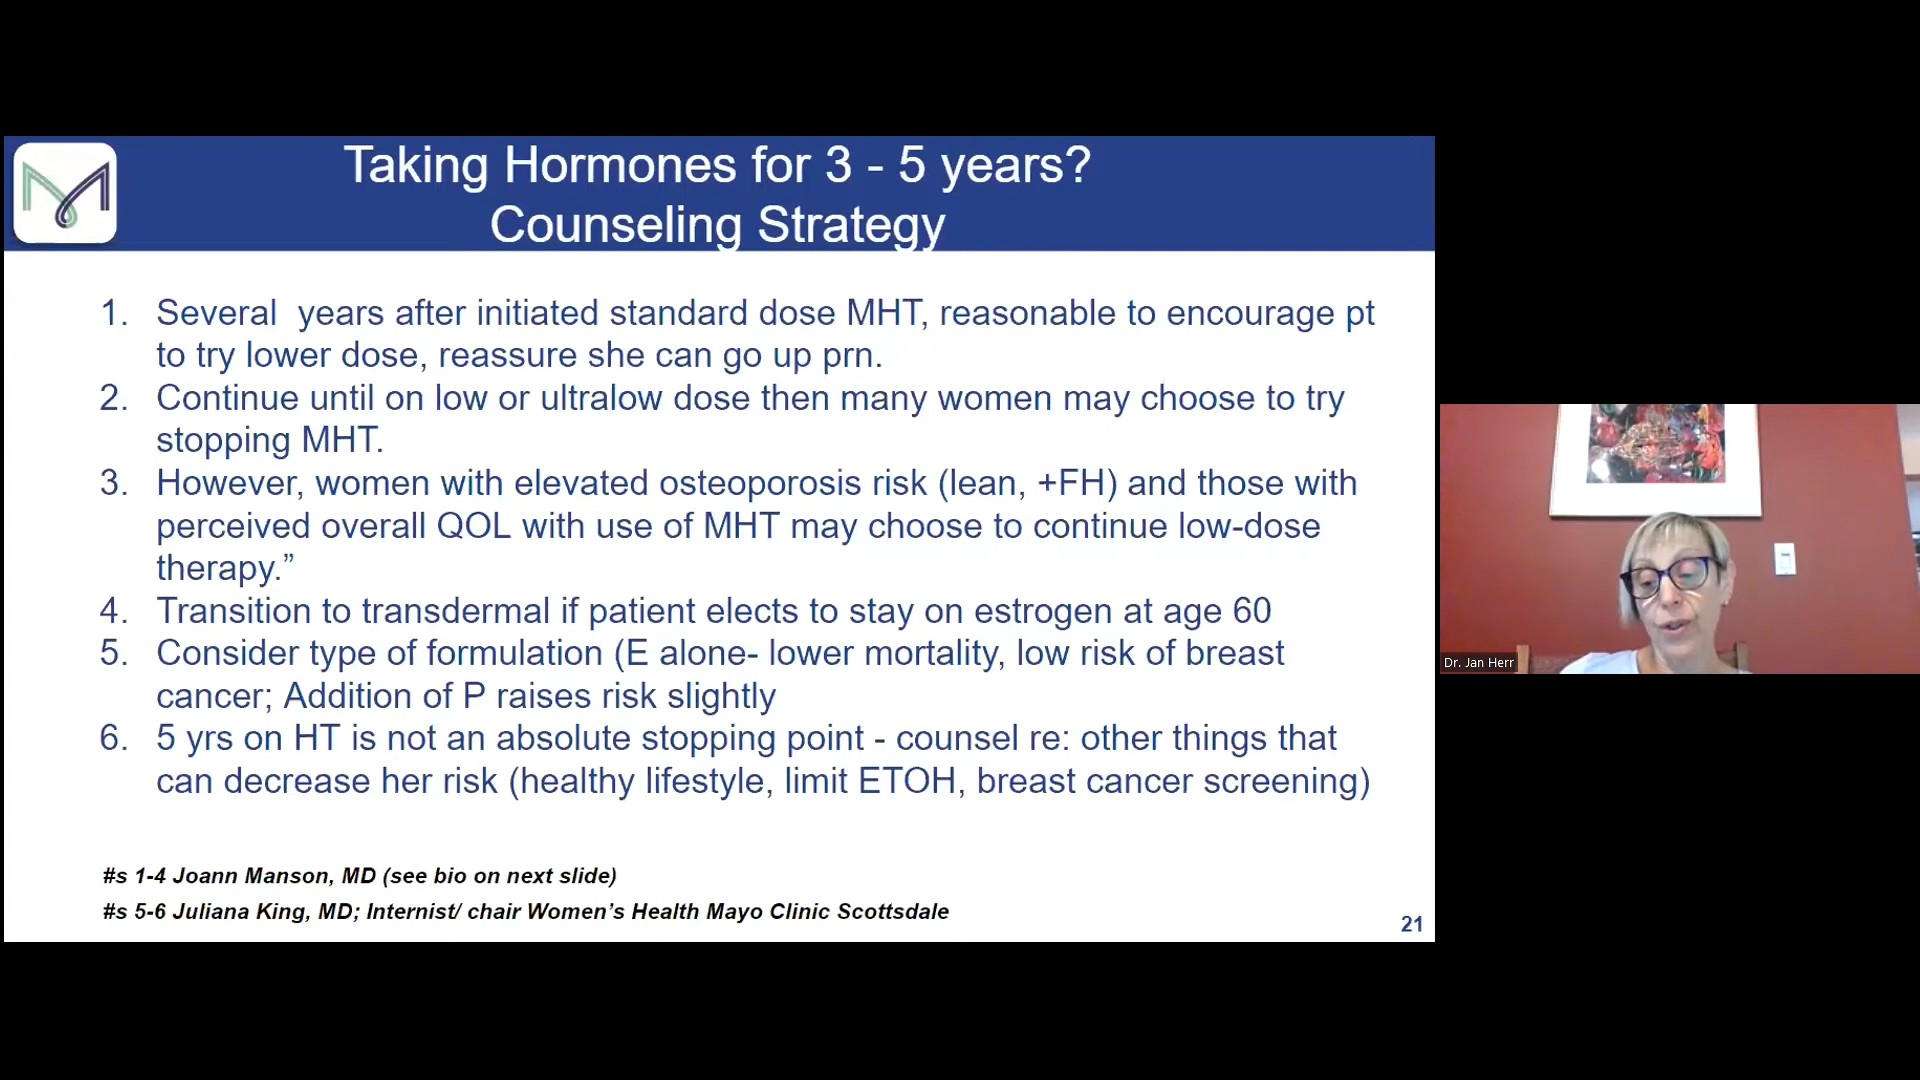 Taking Hormones for 3 - 5 years?
Counseling Strategy
1. Several years after initiated standard dose MHT, reasonable to encourage pt
to try lower dose, reassure she can go up prn.
2. Continue until on low or ultralow dose then many women may choose to try
stopping MHT.
3. However, women with elevated osteoporosis risk (lean, +FH) and those with
perceived overall QOL with use of MHT may choose to continue low-dose
therapy.”
4. Transition to transdermal if patient elects to stay on estrogen at age 60
5. Consider type of formulation (E alone- lower mortality, low risk of breast
cancer; Addition of P raises risk slightly
6. 5 yrs on HT is not an absolute stopping point - counsel re: other things that
can decrease her risk (healthy lifestyle, limit ETOH, breast cancer screening)
#s 1-4 Joann Manson, MD (see bio on next slide)
#s 5-6 Juliana King, MD; Internist/ chair Women’s Health Mayo Clinic Scottsdale
21
Dr. Jan Herr